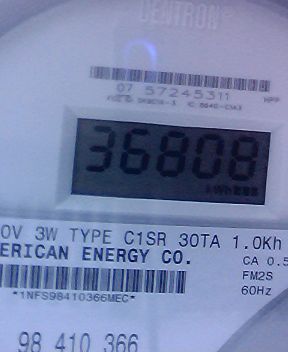 CENTRON®
07 57245311
36808
0V 3W TYPE C1SR 30TA 1.0Kh
ERICAN ENERGY CO.
CA 0.5
FM2S
60Hz
*1NFS98410366MEC*
98 410 366